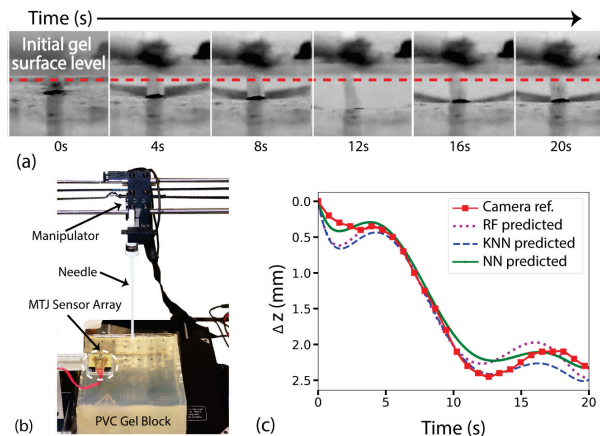 Time (s)
Initial gel
surface level
0s
4s
8s
12s
16s
20s
(a)
Manipulator
Needle
MTJ Sensor Array
PVC Gel Block
(b)
0.0
0.5
1.0
1.5
2.0
2.5
Δ z (mm)
Camera ref.
RF predicted
KNN predicted
NN predicted
0
5
10
15
20
Time (s)
(c)